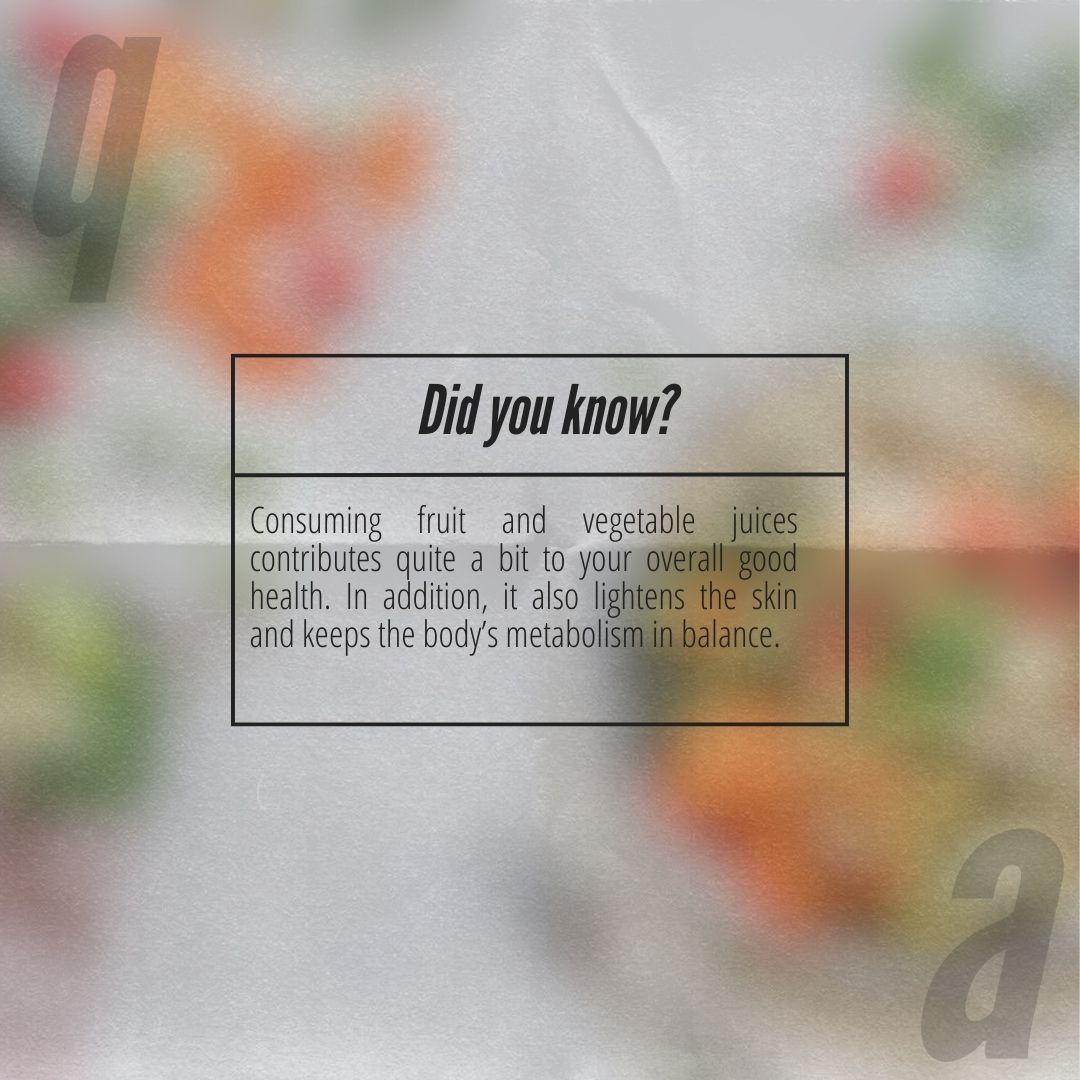 q
Did you know?
Consuming fruit and vegetable juices
contributes quite a bit to your overall good
health. In addition, it also lightens the skin
and keeps the body’s metabolism in balance.
a